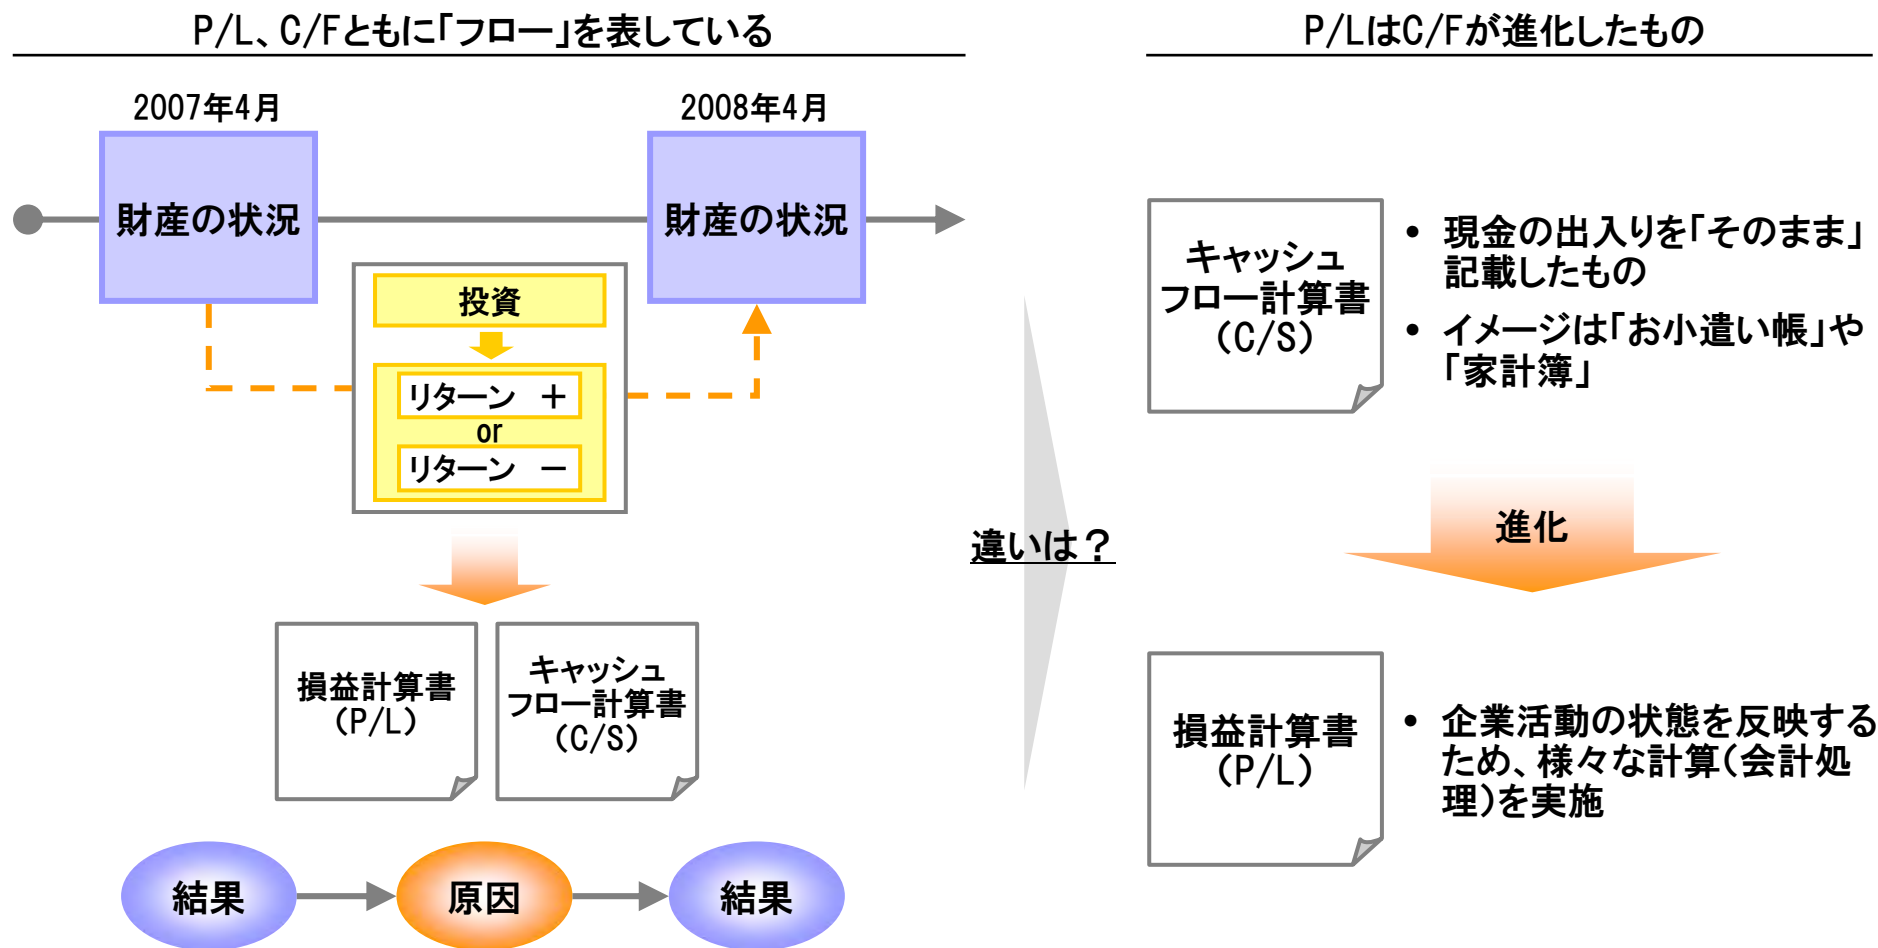 P/L、C/Fともに「フロー」を表している
2007年4月
2008年4月
財産の状況
財産の状況
投資
リターン ＋
or
リターン －
損益計算書
（P/L）
キャッシュ
フロー計算書
（C/S）
結果
原因
結果
違いは？
P/LはC/Fが進化したもの
キャッシュ
フロー計算書
（C/S）
• 現金の出入りを「そのまま」
記載したもの
• イメージは「お小遣い帳」や
「家計簿」
進化
損益計算書
（P/L）
• 企業活動の状態を反映する
ため、様々な計算（会計処
理）を実施